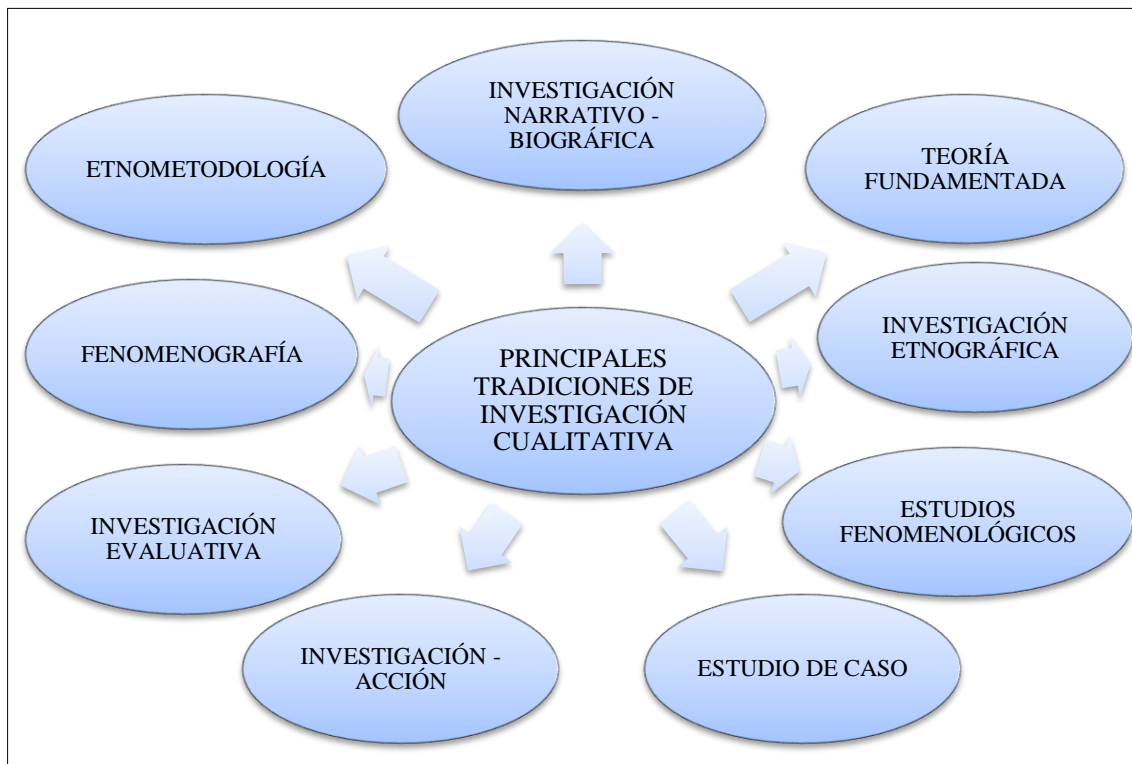 INVESTIGACIÓN
NARRATIVO -
BIOGRÁFICA
ETNOMETODOLOGÍA
TEORÍA
FUNDAMENTADA
FENOMENOGRAFÍA
INVESTIGACIÓN
ETNOGRÁFICA
PRINCIPALES
TRADICIONES DE
INVESTIGACIÓN
CUALITATIVA
INVESTIGACIÓN
EVALUATIVA
ESTUDIOS
FENOMENOLÓGICOS
INVESTIGACIÓN -
ACCIÓN
ESTUDIO DE CASO